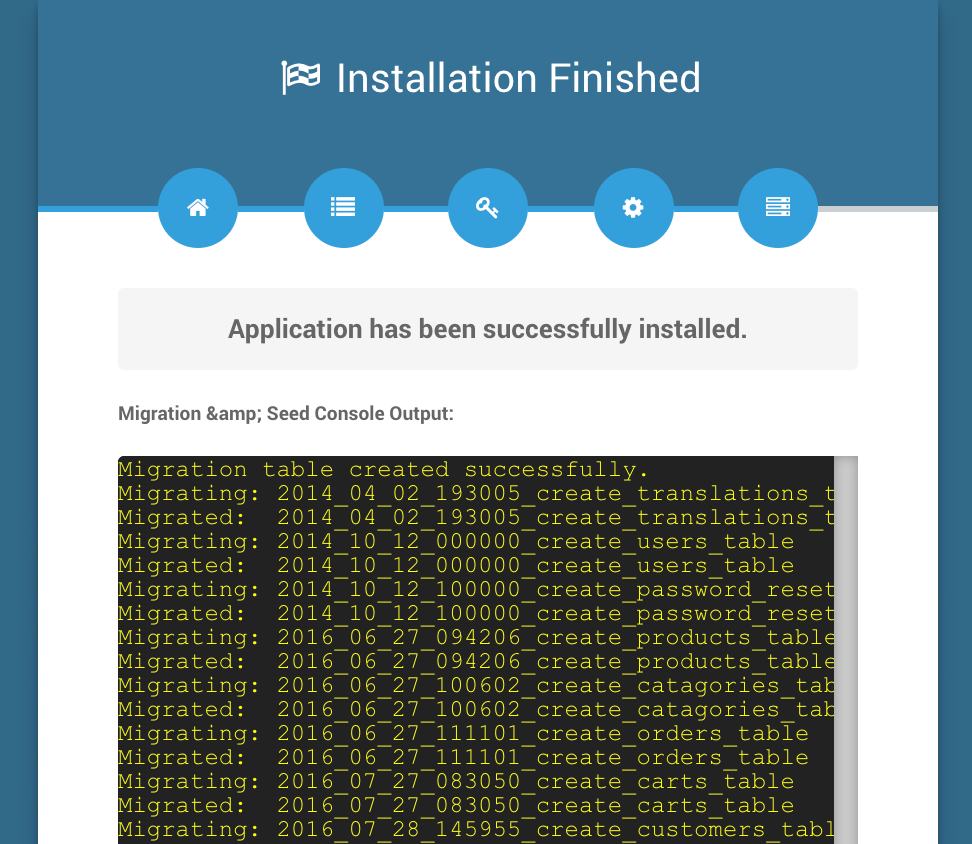 Installation Finished
Application has been successfully installed.
Migration &amp; Seed Console Output:
Migration table created successfully.
Migrating: 2014_04_02_193005_create_translations_t
Migrated:  2014_04_02_193005_create_translations_t
Migrating: 2014_10_12_000000_create_users_table
Migrated:  2014_10_12_000000_create_users_table
Migrating: 2014_10_12_100000_create_password_reset
Migrated:  2014_10_12_100000_create_password_reset
Migrating: 2016_06_27_094206_create_products_table
Migrated:  2016_06_27_094206_create_products_table
Migrating: 2016_06_27_100602_create_catagories_tab
Migrated:  2016_06_27_100602_create_catagories_tab
Migrating: 2016_06_27_111101_create_orders_table
Migrated:  2016_06_27_111101_create_orders_table
Migrating: 2016_07_27_083050_create_carts_table
Migrated:  2016_07_27_083050_create_carts_table
Migrating: 2016_07_28_145955_create_customers_tabl